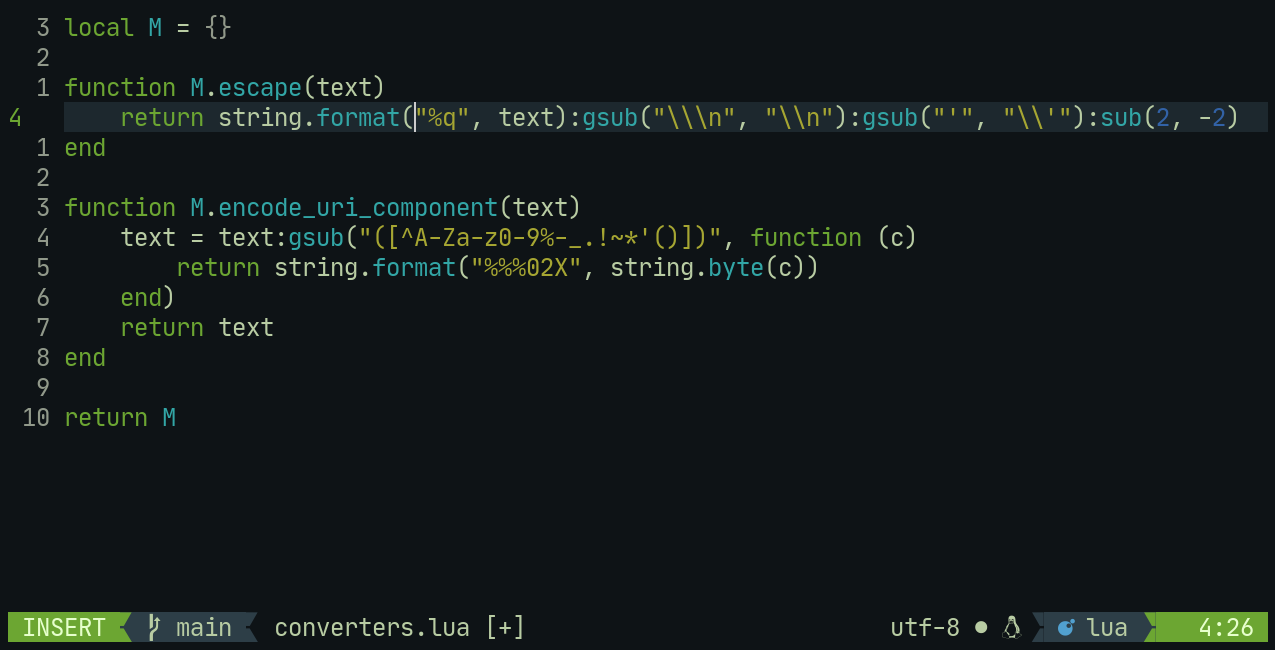 3 local M = {}
2
1 function M.escape(text)
4     return string.format("%q", text):gsub("\\\n", "\\n"):gsub("'", "\\'"):sub(2, -2)
1 end
2
3 function M.encode_uri_component(text)
4     text = text:gsub("([^A-Za-z0-9%-_.!~*'()])", function (c)
5         return string.format("%%%02X", string.byte(c))
6     end)
7     return text
8 end
9
10 return M
INSERT main converters.lua [+] utf-8 ● lua 4:26